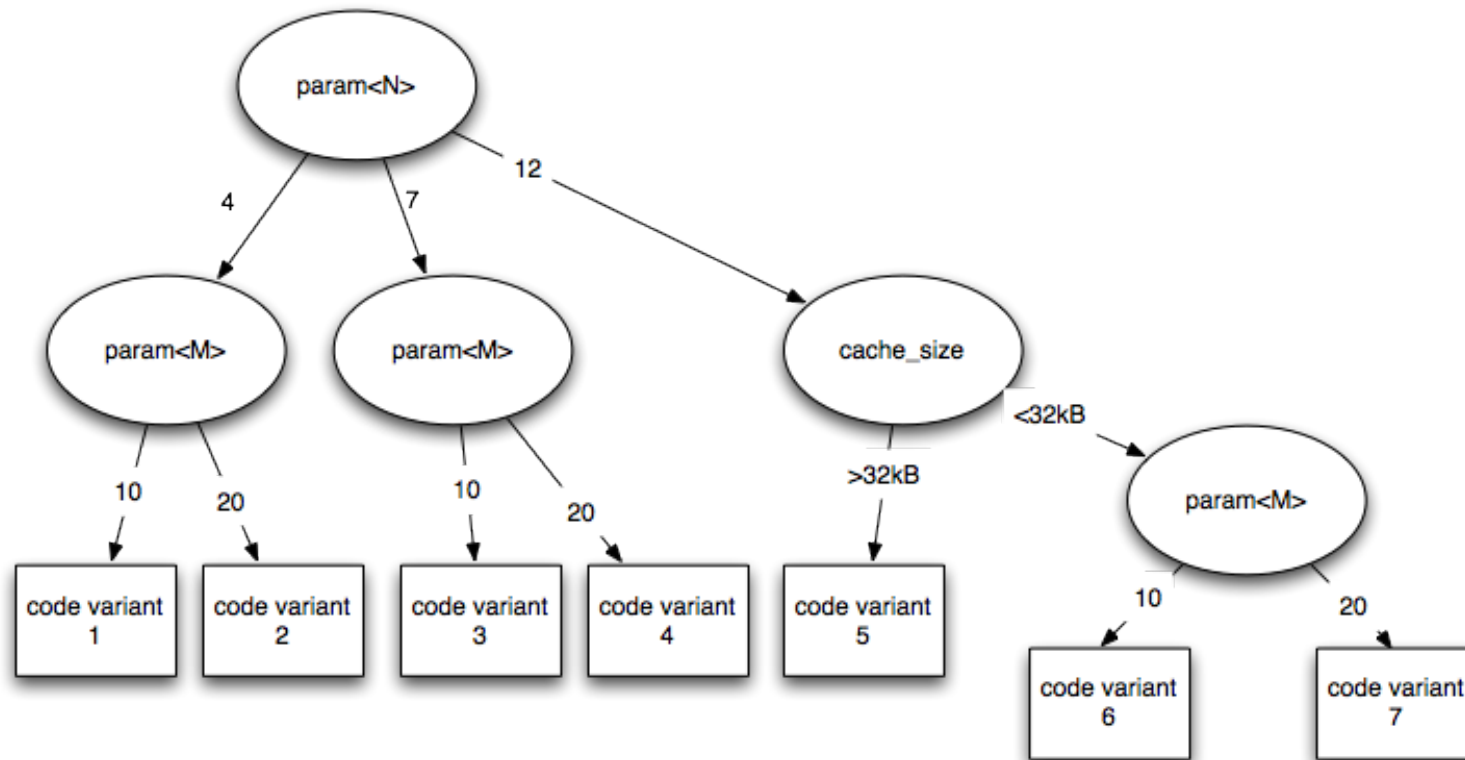 param<N>
4
7
12
param<M>
param<M>
cache_size
10
20
10
20
>32kB
<32kB
param<M>
10
20
code variant
1
code variant
2
code variant
3
code variant
4
code variant
5
code variant
6
code variant
7